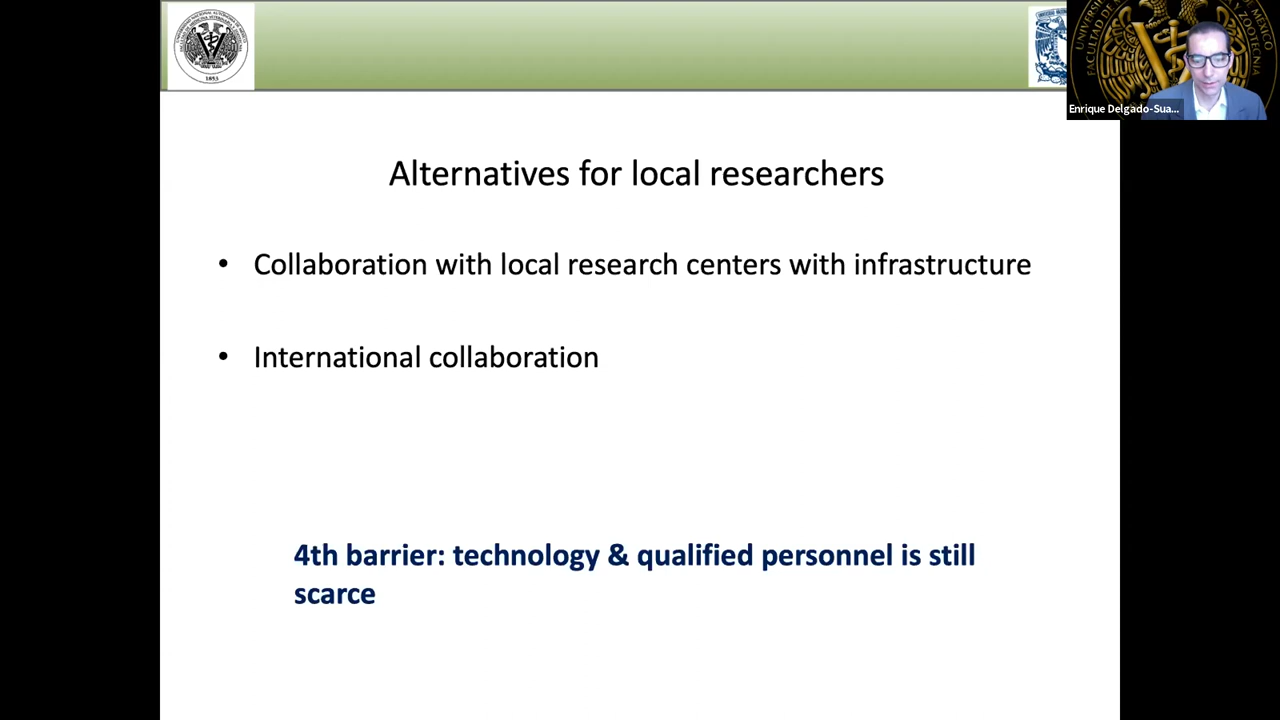 1853
Enrique Delgado-Sua...
Alternatives for local researchers
• Collaboration with local research centers with infrastructure
• International collaboration
4th barrier: technology & qualified personnel is still
scarce